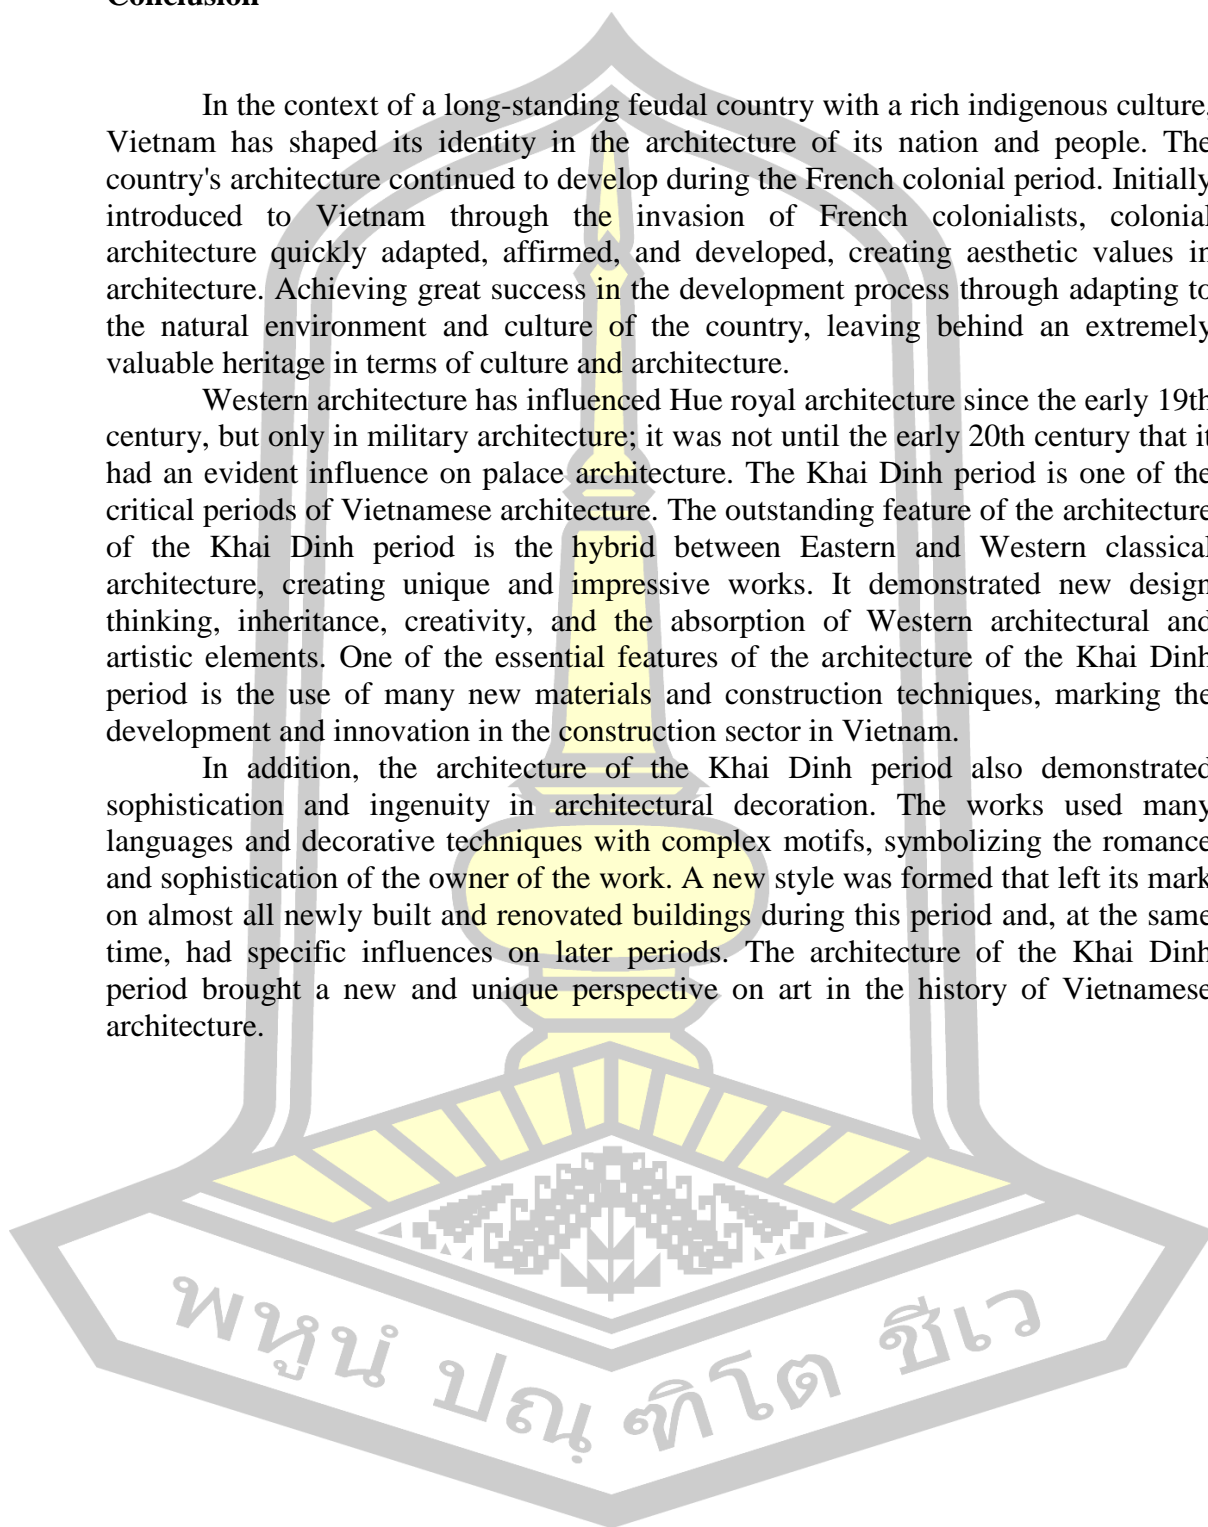 Conclusion
In the context of a long-standing feudal country with a rich indigenous culture,
Vietnam has shaped its identity in the architecture of its nation and people. The
country's architecture continued to develop during the French colonial period. Initially
introduced to Vietnam through the invasion of French colonialists, colonial
architecture quickly adapted, affirmed, and developed, creating aesthetic values in
architecture. Achieving great success in the development process through adapting to
the natural environment and culture of the country, leaving behind an extremely
valuable heritage in terms of culture and architecture.
Western architecture has influenced Hue royal architecture since the early 19th
century, but only in military architecture; it was not until the early 20th century that it
had an evident influence on palace architecture. The Khai Dinh period is one of the
critical periods of Vietnamese architecture. The outstanding feature of the architecture
of the Khai Dinh period is the hybrid between Eastern and Western classical
architecture, creating unique and impressive works. It demonstrated new design
thinking, inheritance, creativity, and the absorption of Western architectural and
artistic elements. One of the essential features of the architecture of the Khai Dinh
period is the use of many new materials and construction techniques, marking the
development and innovation in the construction sector in Vietnam.
In addition, the architecture of the Khai Dinh period also demonstrated
sophistication and ingenuity in architectural decoration. The works used many
languages and decorative techniques with complex motifs, symbolizing the romance
and sophistication of the owner of the work. A new style was formed that left its mark
on almost all newly built and renovated buildings during this period and, at the same
time, had specific influences on later periods. The architecture of the Khai Dinh
period brought a new and unique perspective on art in the history of Vietnamese
architecture.
พหูนํ ปณฺฑิโต ชีเว